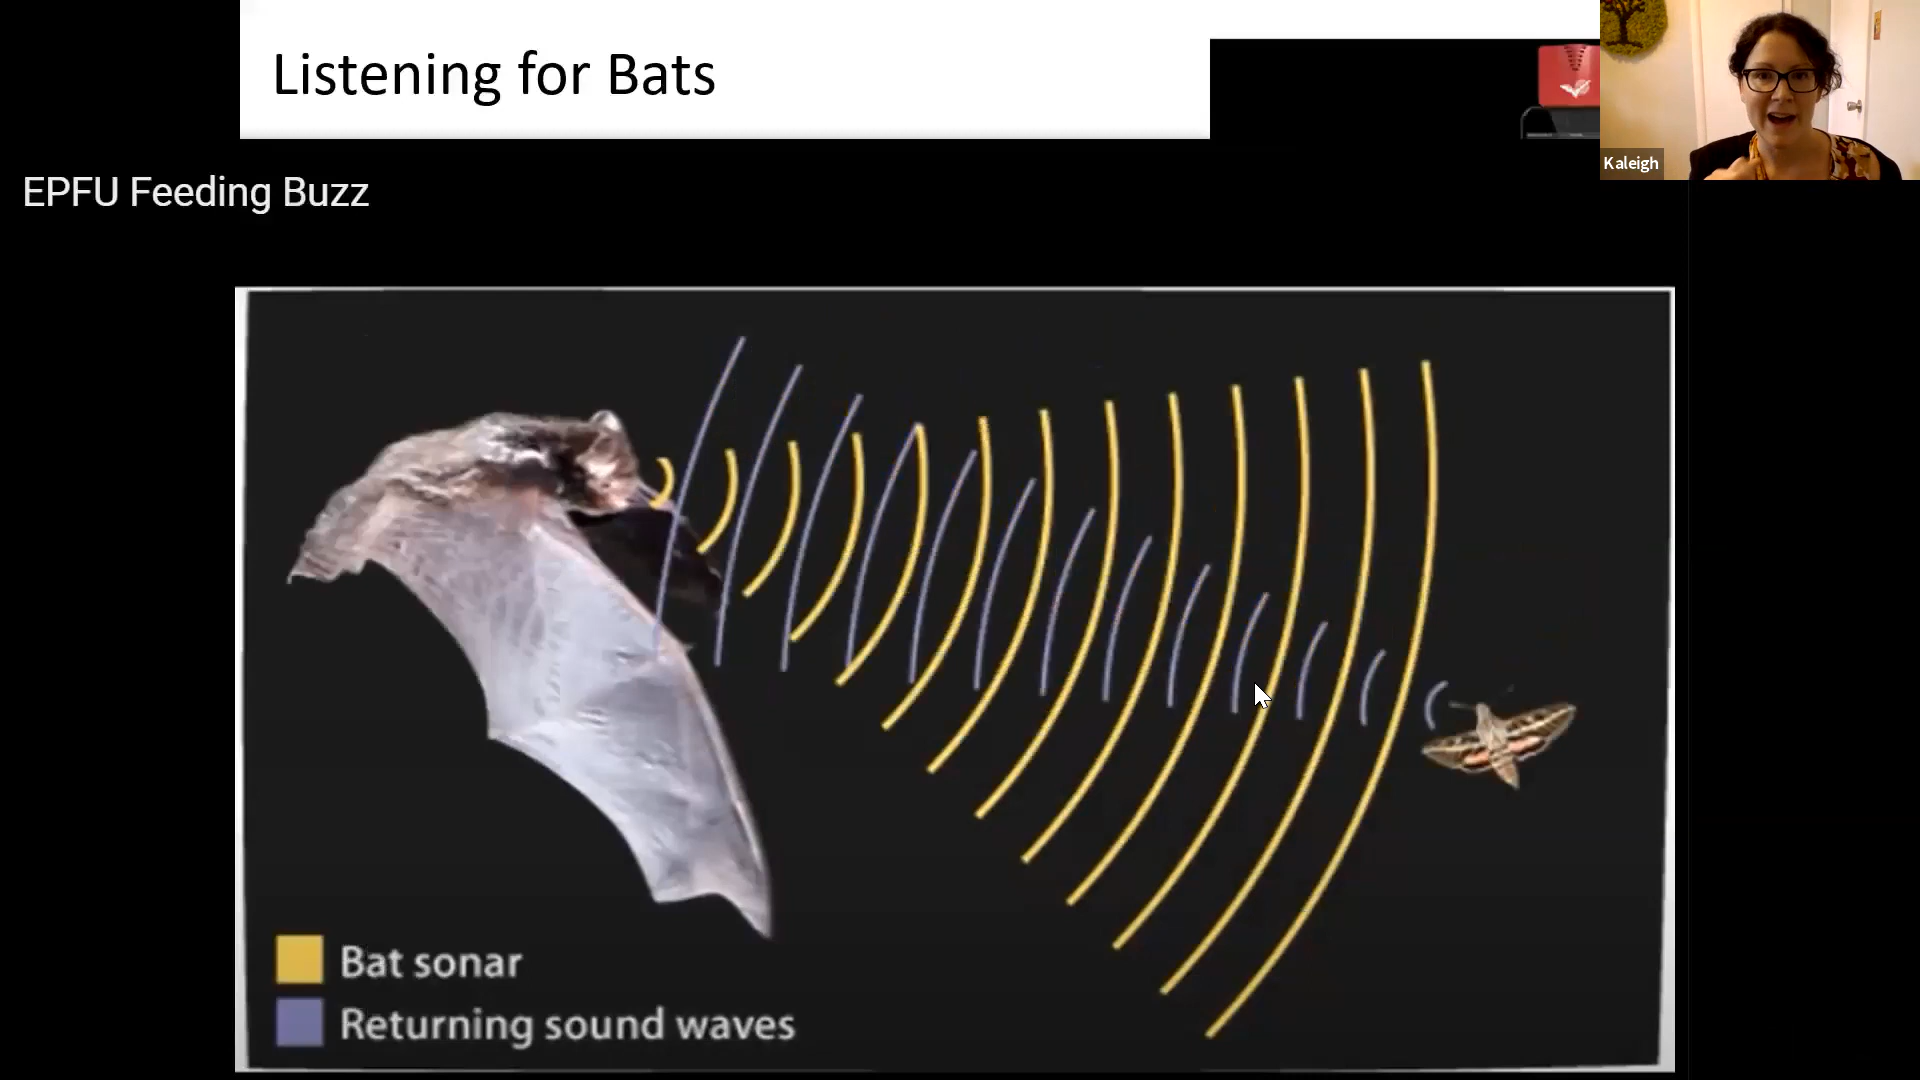 Listening for Bats
Kaleigh
EPFU Feeding Buzz
Bat sonar
Returning sound waves